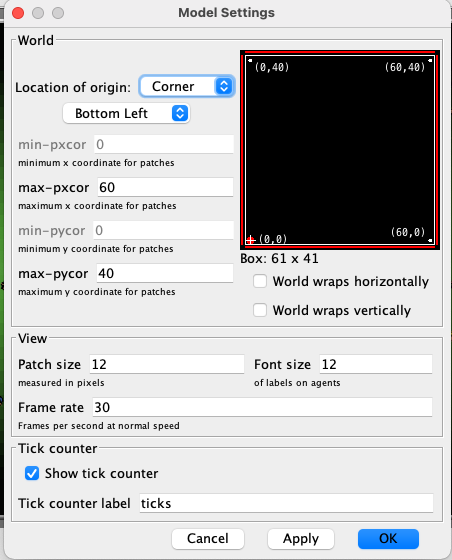 Model Settings
World
Location of origin: Corner
Bottom Left
min-pxcor 0
minimum x coordinate for patches
max-pxcor 60
maximum x coordinate for patches
min-pycor 0
minimum y coordinate for patches
max-pycor 40
maximum y coordinate for patches
(0,40) (60,40)
(0,0) (60,0)
Box: 61 x 41
World wraps horizontally
World wraps vertically
View
Patch size 12
measured in pixels
Font size 12
of labels on agents
Frame rate 30
Frames per second at normal speed
Tick counter
Show tick counter
Tick counter label ticks
Cancel Apply OK